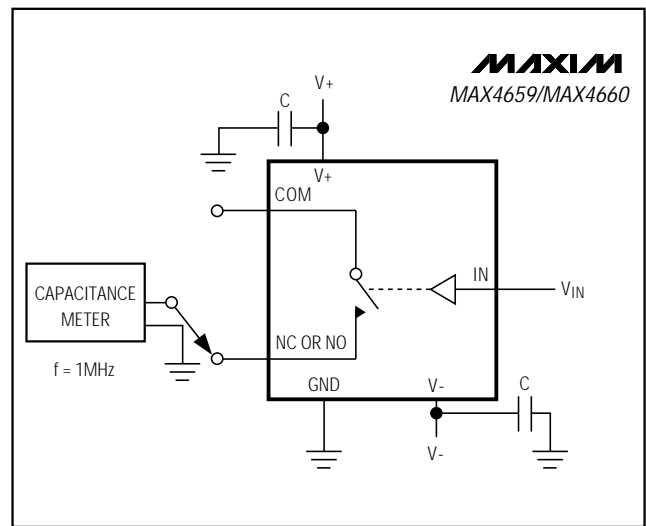 MAXIM
MAX4659/MAX4660
V+
C
V+
COM
IN
VIN
CAPACITANCE
METER
NC OR NO
f = 1MHz
GND
V-
C
V-